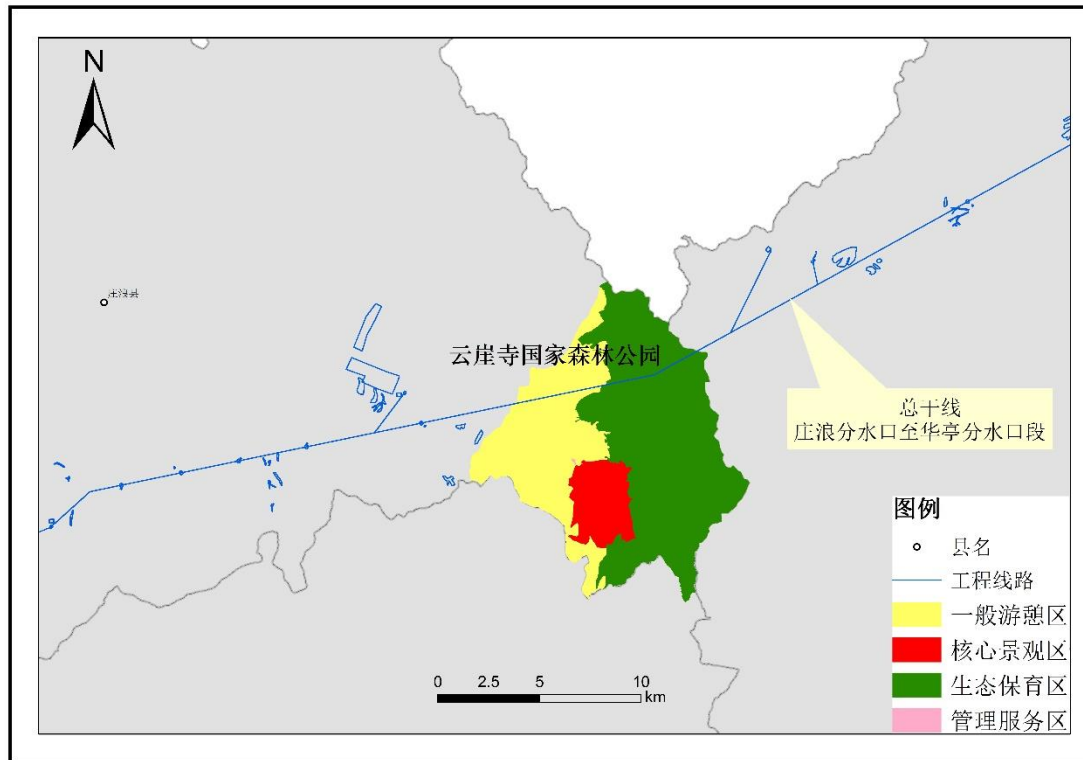 N
庄浪县
云崖寺国家森林公园
总干线
庄浪分水口至华亭分水口段
图例
县名
工程线路
一般游憩区
核心景观区
生态保育区
管理服务区
0 2.5 5 10
km